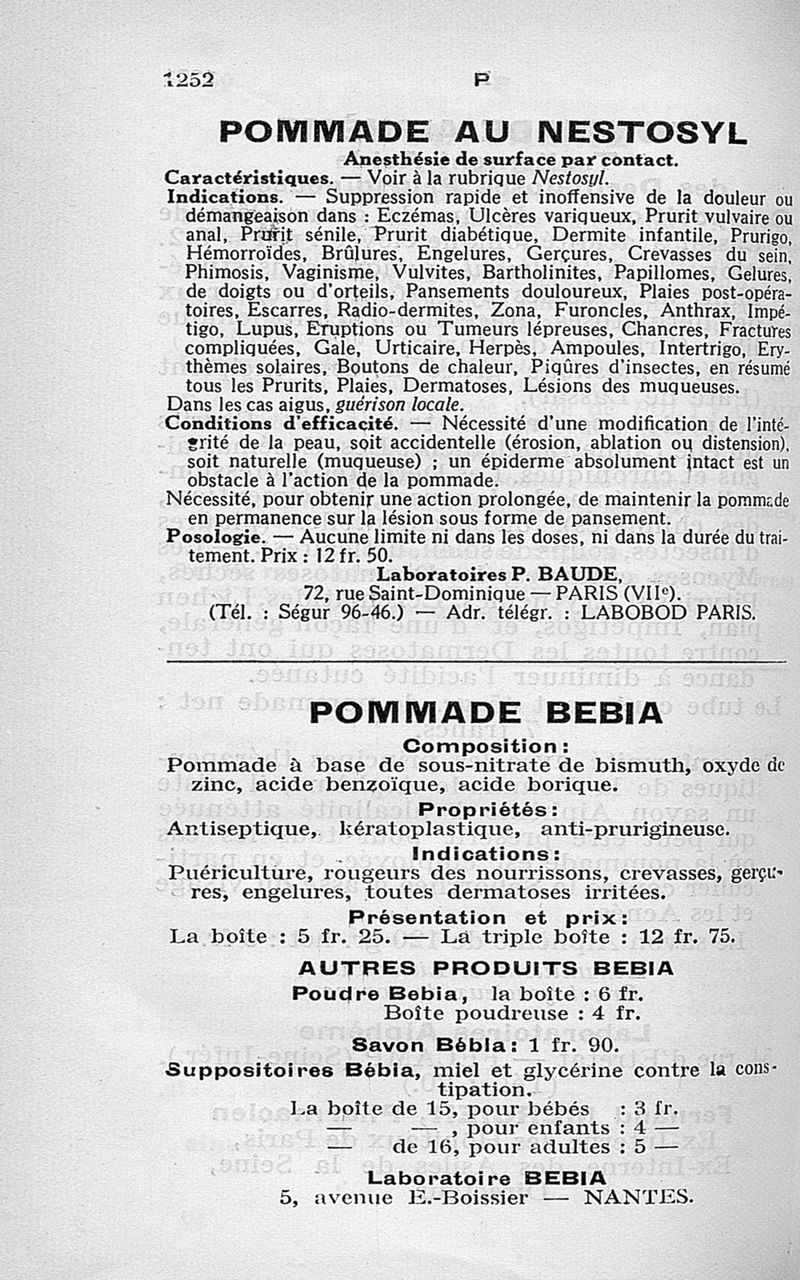 1252 P
POMMADE AU NESTOSYL
Anesthésie de surface par contact.
Caractéristiques. — Voir à la rubrique Nestosyl.
Indications. — Suppression rapide et inoffensive de la douleur ou
démangeaison dans : Eczémas, Ulcères variqueux, Prurit vulvaire ou
anal, Prurit sénile, Prurit diabétique, Dermite infantile, Prurigo,
Hémorroïdes, Brûlures, Engelures, Gerçures, Crevasses du sein,
Phimosis, Vaginisme, Vulvites, Bartholinites, Papillomes, Gelures,
de doigts ou d'orteils, Pansements douloureux, Plaies post-opéra-
toires, Escarres, Radio-dermites, Zona, Furoncles, Anthrax, Impé-
tigo, Lupus, Eruptions ou Tumeurs lépreuses, Chancres, Fractures
compliquées, Gale, Urticaire, Herpès, Ampoules, Intertrigo, Ery-
thèmes solaires, Boutons de chaleur, Piqûres d'insectes, en résumé
tous les Prurits, Plaies, Dermatoses, Lésions des muqueuses.
Dans les cas aigus, guérison locale.
Conditions d'efficacité. — Nécessité d'une modification de l'inté-
grité de la peau, soit accidentelle (érosion, ablation ou distension),
soit naturelle (muqueuse) ; un épiderme absolument intact est un
obstacle à l'action de la pommade.
Nécessité, pour obtenir une action prolongée, de maintenir la pommade
en permanence sur la lésion sous forme de pansement.
Posologie. — Aucune limite ni dans les doses, ni dans la durée du trai-
tement. Prix : 12 fr. 50.
Laboratoires P. BAUDE,
72, rue Saint-Dominique — PARIS (VIIe).
(Tél. : Ségur 96-46.) — Adr. télégr. : LABOBOD PARIS.
POMMADE BEBIA
Composition :
Pommade à base de sous-nitrate de bismuth, oxyde de
zinc, acide benzoïque, acide borique.
Propriétés :
Antiseptique, kératoplastique, anti-prurigineuse.
Indications :
Puériculture, rougeurs des nourrissons, crevasses, gerçu-
res, engelures, toutes dermatoses irritées.
Présentation et prix :
La boîte : 5 fr. 25. — La triple boîte : 12 fr. 75.
AUTRES PRODUITS BEBIA
Poudre Bebia, la boîte : 6 fr.
Boîte poudreuse : 4 fr.
Savon Bébia : 1 fr. 90.
Suppositoires Bébia, miel et glycérine contre la cons-
tipation.
La boîte de 15, pour bébés : 3 fr.
— — , pour enfants : 4 —
— de 16, pour adultes : 5 —
Laboratoire BEBIA
5, avenue E.-Boissier — NANTES.